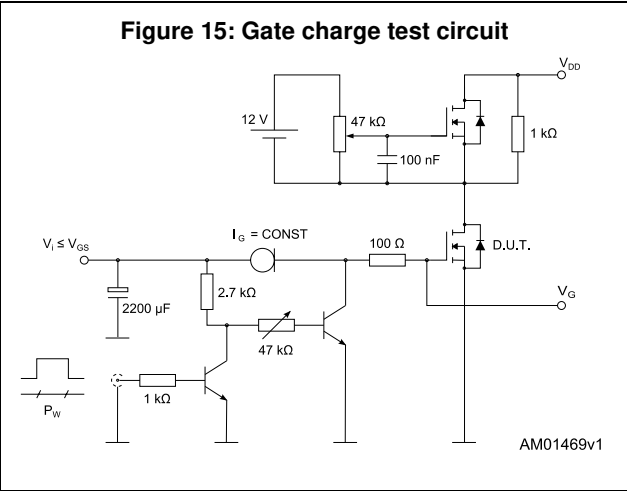 Figure 15: Gate charge test circuit
V_DD
12 V
47 kΩ
1 kΩ
100 nF
V_i ≤ V_GS
I_G = CONST
100 Ω
D.U.T.
2.7 kΩ
2200 μF
V_G
47 kΩ
1 kΩ
P_W
AM01469v1